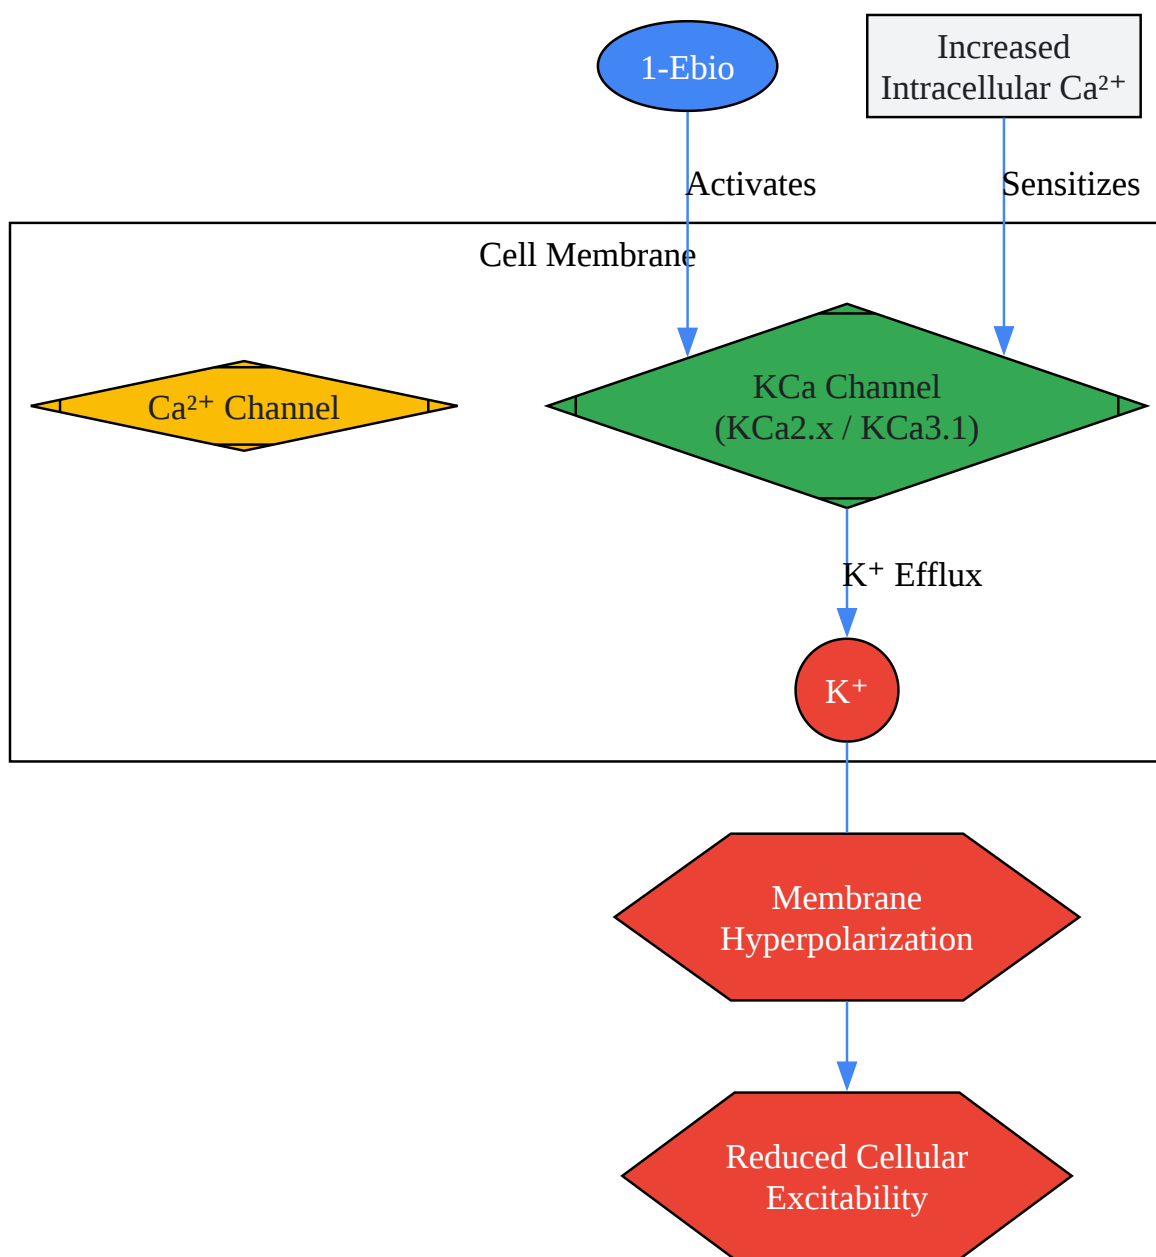 1-Ebio
Increased
Intracellular Ca²⁺
Activates
Sensitizes
Cell Membrane
Ca²⁺ Channel
KCa Channel
(KCa2.x / KCa3.1)
K⁺ Efflux
K⁺
Membrane
Hyperpolarization
Reduced Cellular
Excitability